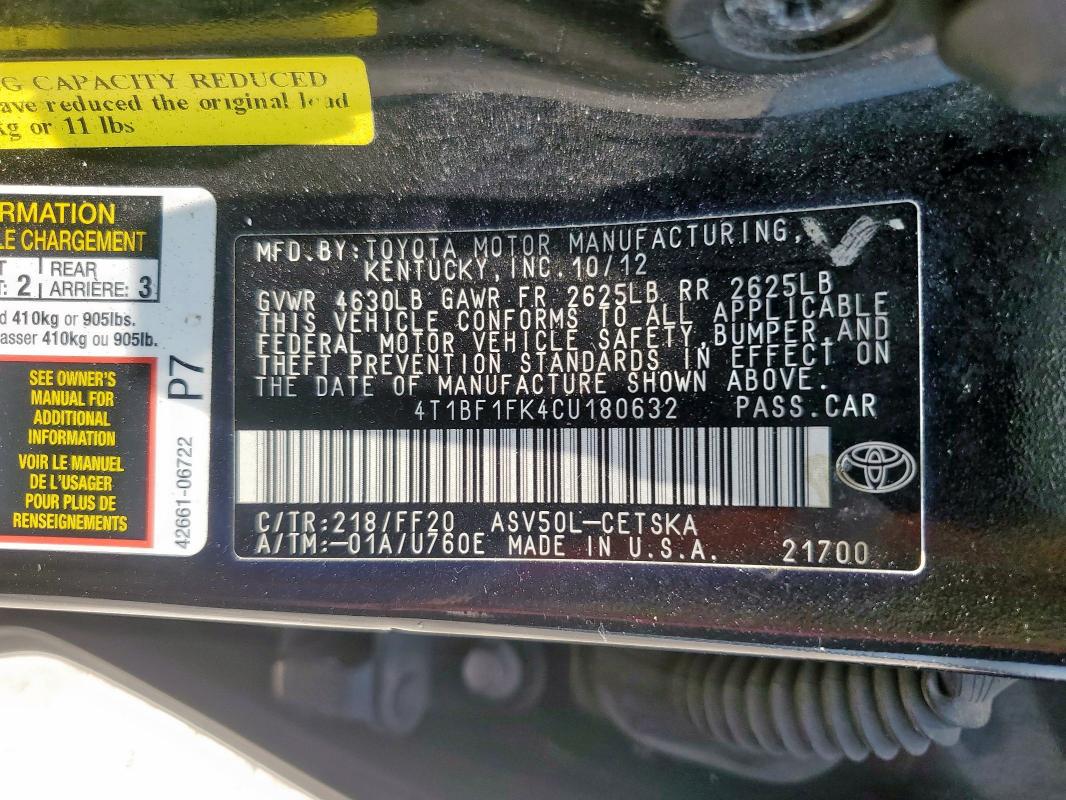 G CAPACITY REDUCED
ave reduced the original load
kg or 11 lbs
RMATION
LE CHARGEMENT
T
: 2
REAR
ARRIÈRE: 3
d 410kg or 905lbs.
asser 410kg ou 905lb.
SEE OWNER'S
MANUAL FOR
ADDITIONAL
INFORMATION
VOIR LE MANUEL
DE L'USAGER
POUR PLUS DE
RENSEIGNEMENTS
P7
42661-06722
MFD.BY:TOYOTA MOTOR MANUFACTURING,
KENTUCKY,INC.10/12
GVWR 4630LB GAWR FR 2625LB RR 2625LB
THIS VEHICLE CONFORMS TO ALL APPLICABLE
FEDERAL MOTOR VEHICLE SAFETY,BUMPER,AND
THEFT PREVENTION STANDARDS IN EFFECT ON
THE DATE OF MANUFACTURE SHOWN ABOVE.
4T1BF1FK4CU180632 PASS.CAR
C/TR:218/FF20 ASV50L-CETSKA
A/TM:-01A/U760E MADE IN U.S.A. 21700